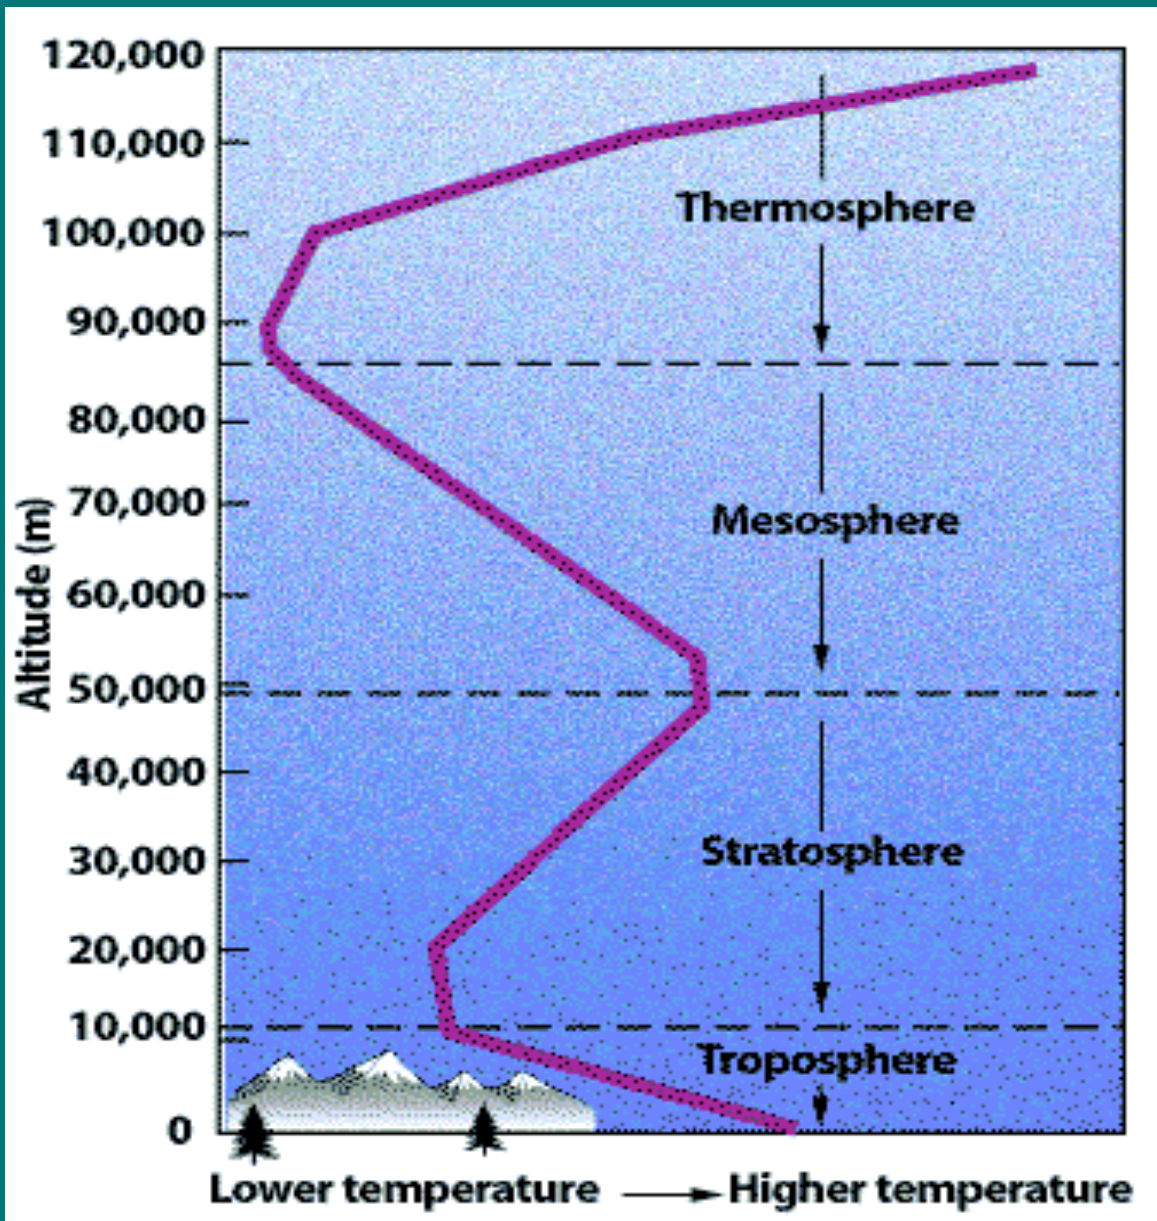 120,000
110,000
100,000
90,000
80,000
70,000
60,000
50,000
40,000
30,000
20,000
10,000
0
Altitude (m)
Thermosphere
Mesosphere
Stratosphere
Troposphere
Lower temperature
Higher temperature